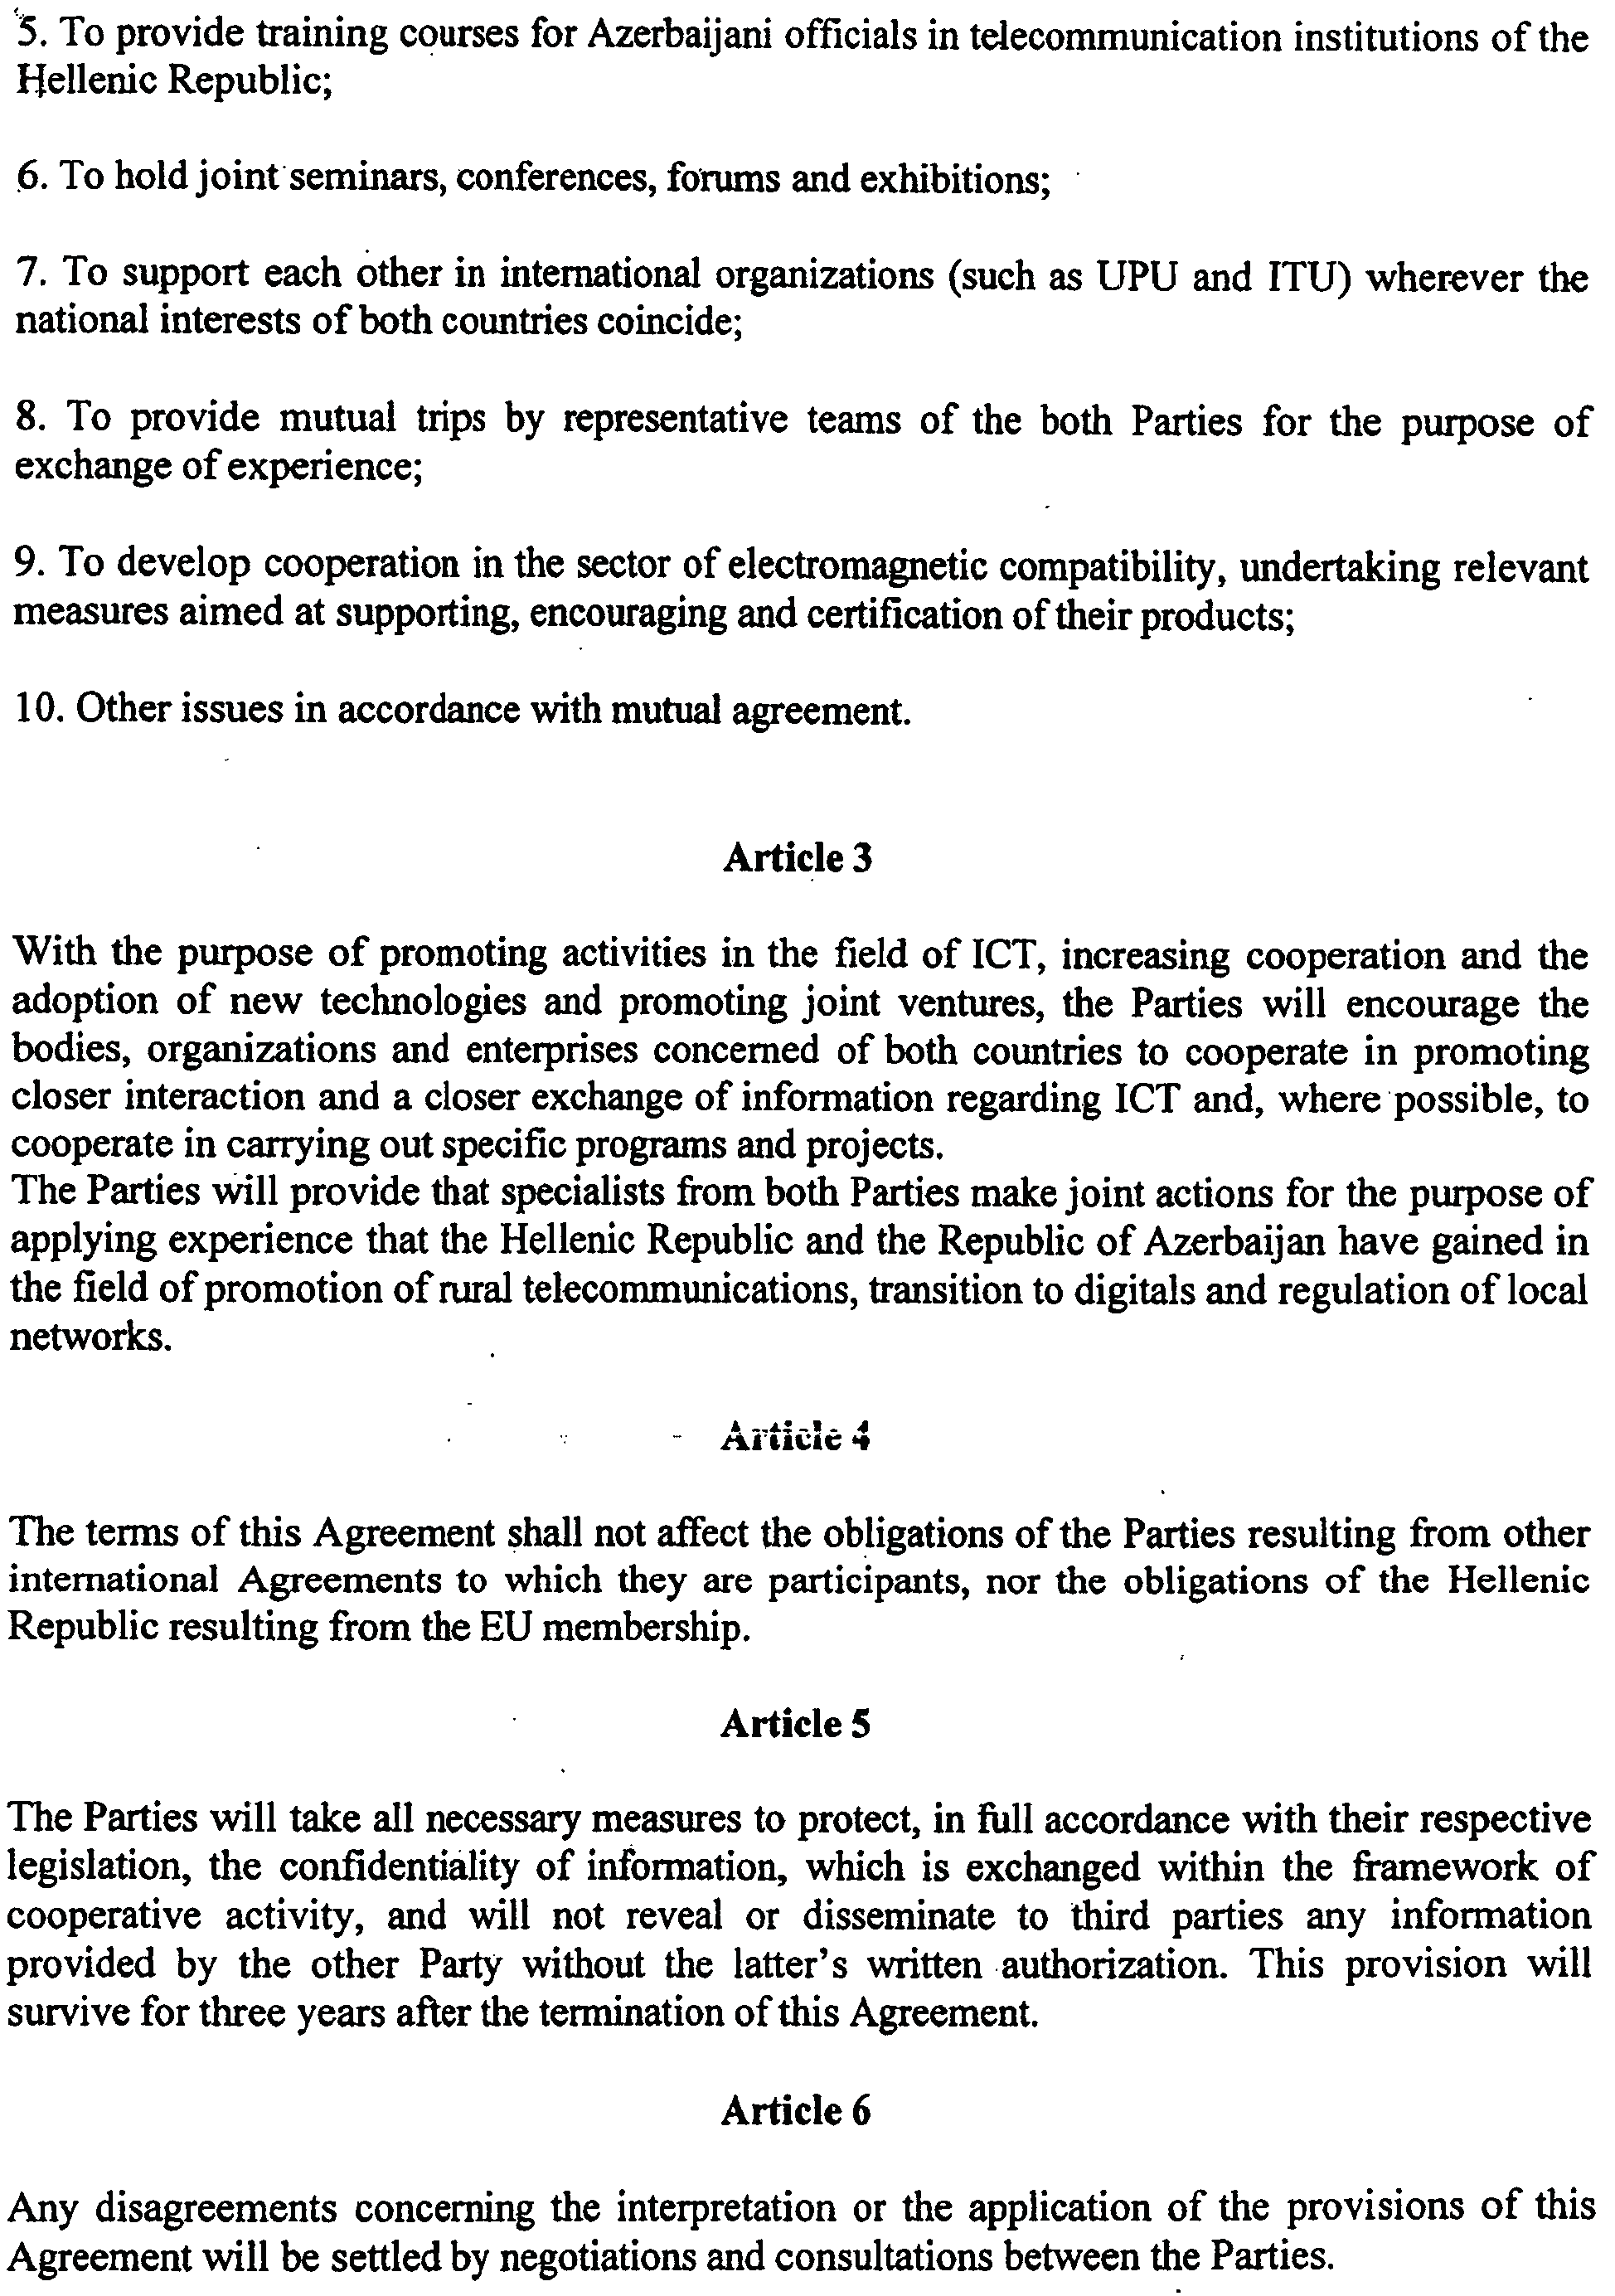 5. To provide training courses for Azerbaijani officials in telecommunication institutions of the
Hellenic Republic;
6. To hold joint seminars, conferences, forums and exhibitions;
7. To support each other in international organizations (such as UPU and ITU) wherever the
national interests of both countries coincide;
8. To provide mutual trips by representative teams of the both Parties for the purpose of
exchange of experience;
9. To develop cooperation in the sector of electromagnetic compatibility, undertaking relevant
measures aimed at supporting, encouraging and certification of their products;
10. Other issues in accordance with mutual agreement.
Article 3
With the purpose of promoting activities in the field of ICT, increasing cooperation and the
adoption of new technologies and promoting joint ventures, the Parties will encourage the
bodies, organizations and enterprises concerned of both countries to cooperate in promoting
closer interaction and a closer exchange of information regarding ICT and, where possible, to
cooperate in carrying out specific programs and projects.
The Parties will provide that specialists from both Parties make joint actions for the purpose of
applying experience that the Hellenic Republic and the Republic of Azerbaijan have gained in
the field of promotion of rural telecommunications, transition to digitals and regulation of local
networks.
Article 4
The terms of this Agreement shall not affect the obligations of the Parties resulting from other
international Agreements to which they are participants, nor the obligations of the Hellenic
Republic resulting from the EU membership.
Article 5
The Parties will take all necessary measures to protect, in full accordance with their respective
legislation, the confidentiality of information, which is exchanged within the framework of
cooperative activity, and will not reveal or disseminate to third parties any information
provided by the other Party without the latter's written authorization. This provision will
survive for three years after the termination of this Agreement.
Article 6
Any disagreements concerning the interpretation or the application of the provisions of this
Agreement will be settled by negotiations and consultations between the Parties.